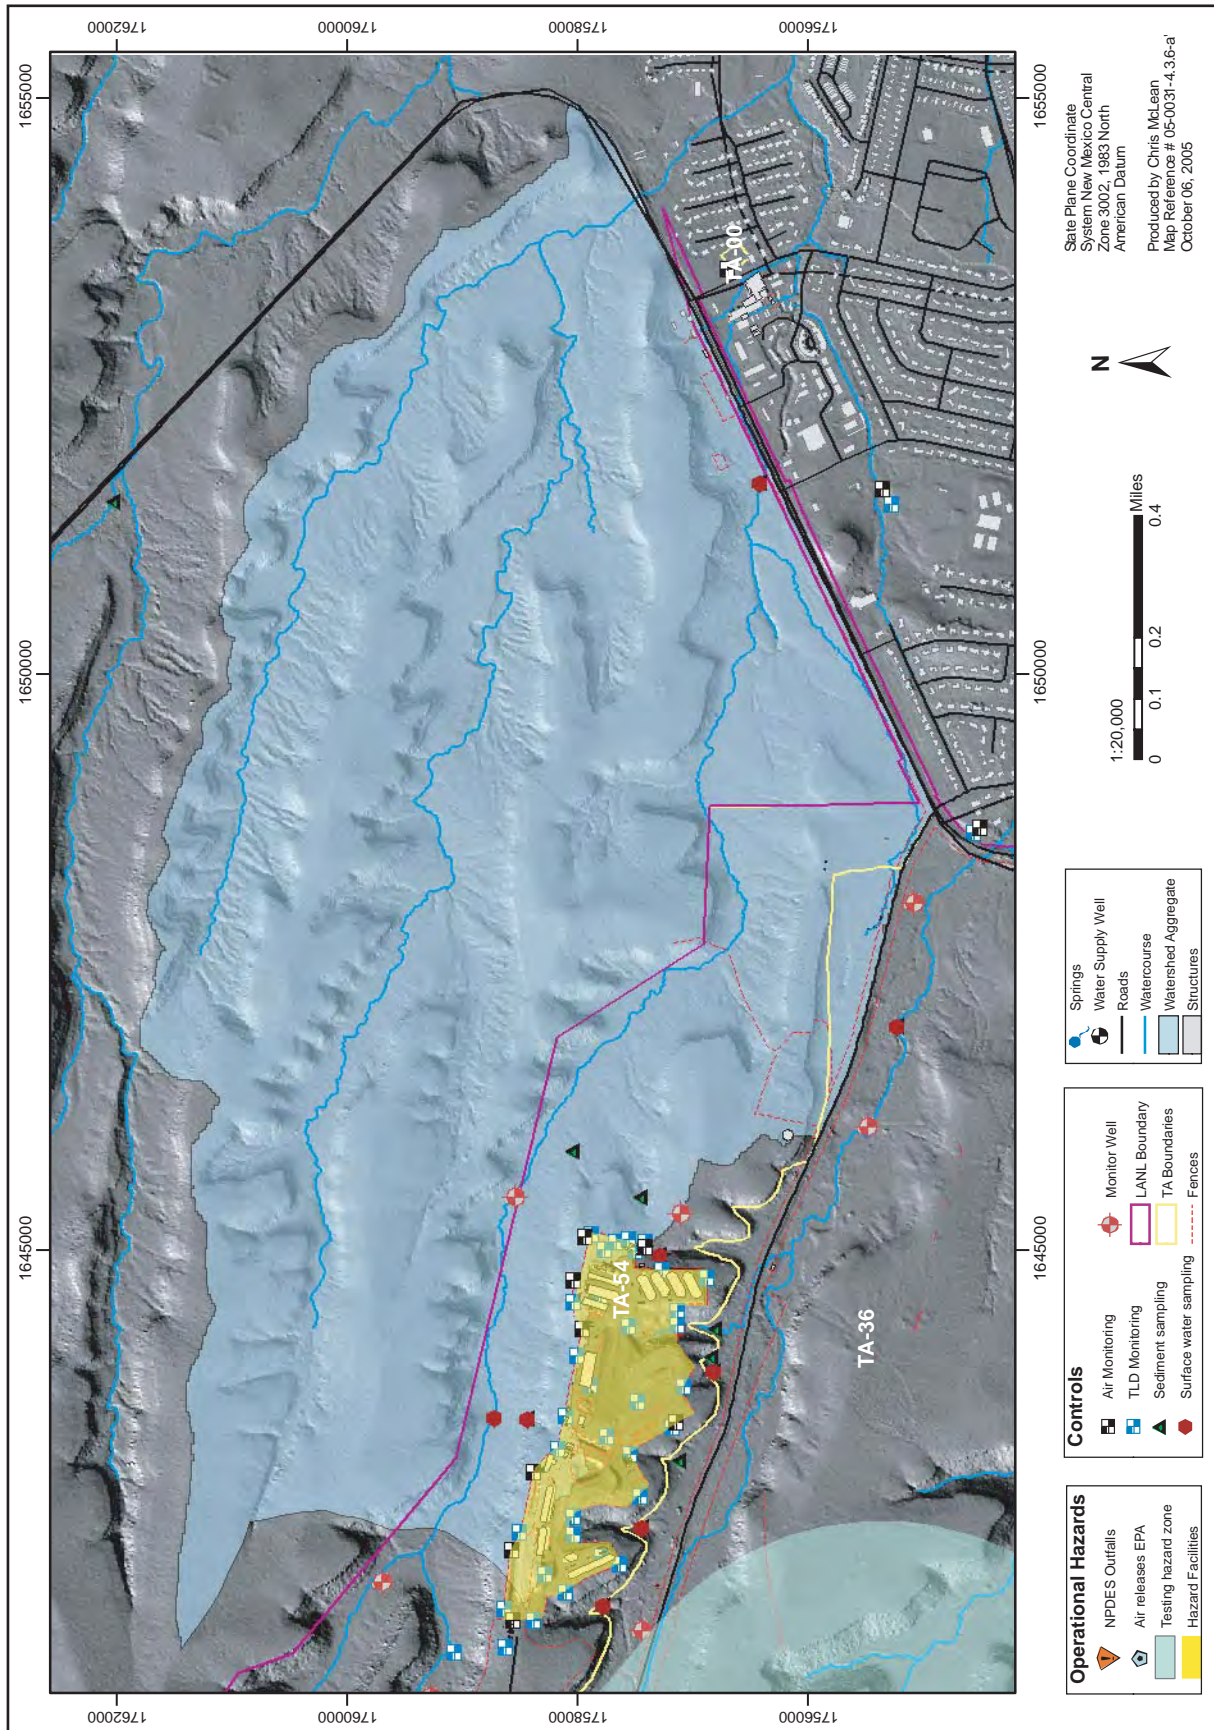 1645000
1650000
1655000
1762000
1762000
1760000
1760000
1758000
1758000
1756000
1756000
TA-54
TA-36
TA-00
1645000
1650000
1655000
Operational Hazards
NPDES Outfalls
Air releases EPA
Testing hazard zone
Hazard Facilities
Controls
Air Monitoring
TLD Monitoring
Sediment sampling
Surface water sampling
Monitor Well
LANL Boundary
TA Boundaries
Fences
Springs
Water Supply Well
Roads
Watercourse
Watershed Aggregate
Structures
1:20,000
0 0.1 0.2 0.4
Miles
N
State Plane Coordinate
System New Mexico Central
Zone 3002, 1983 North
American Datum
Produced by Chris McLean
Map Reference # 05-0031-4.3.6-a'
October 06, 2005